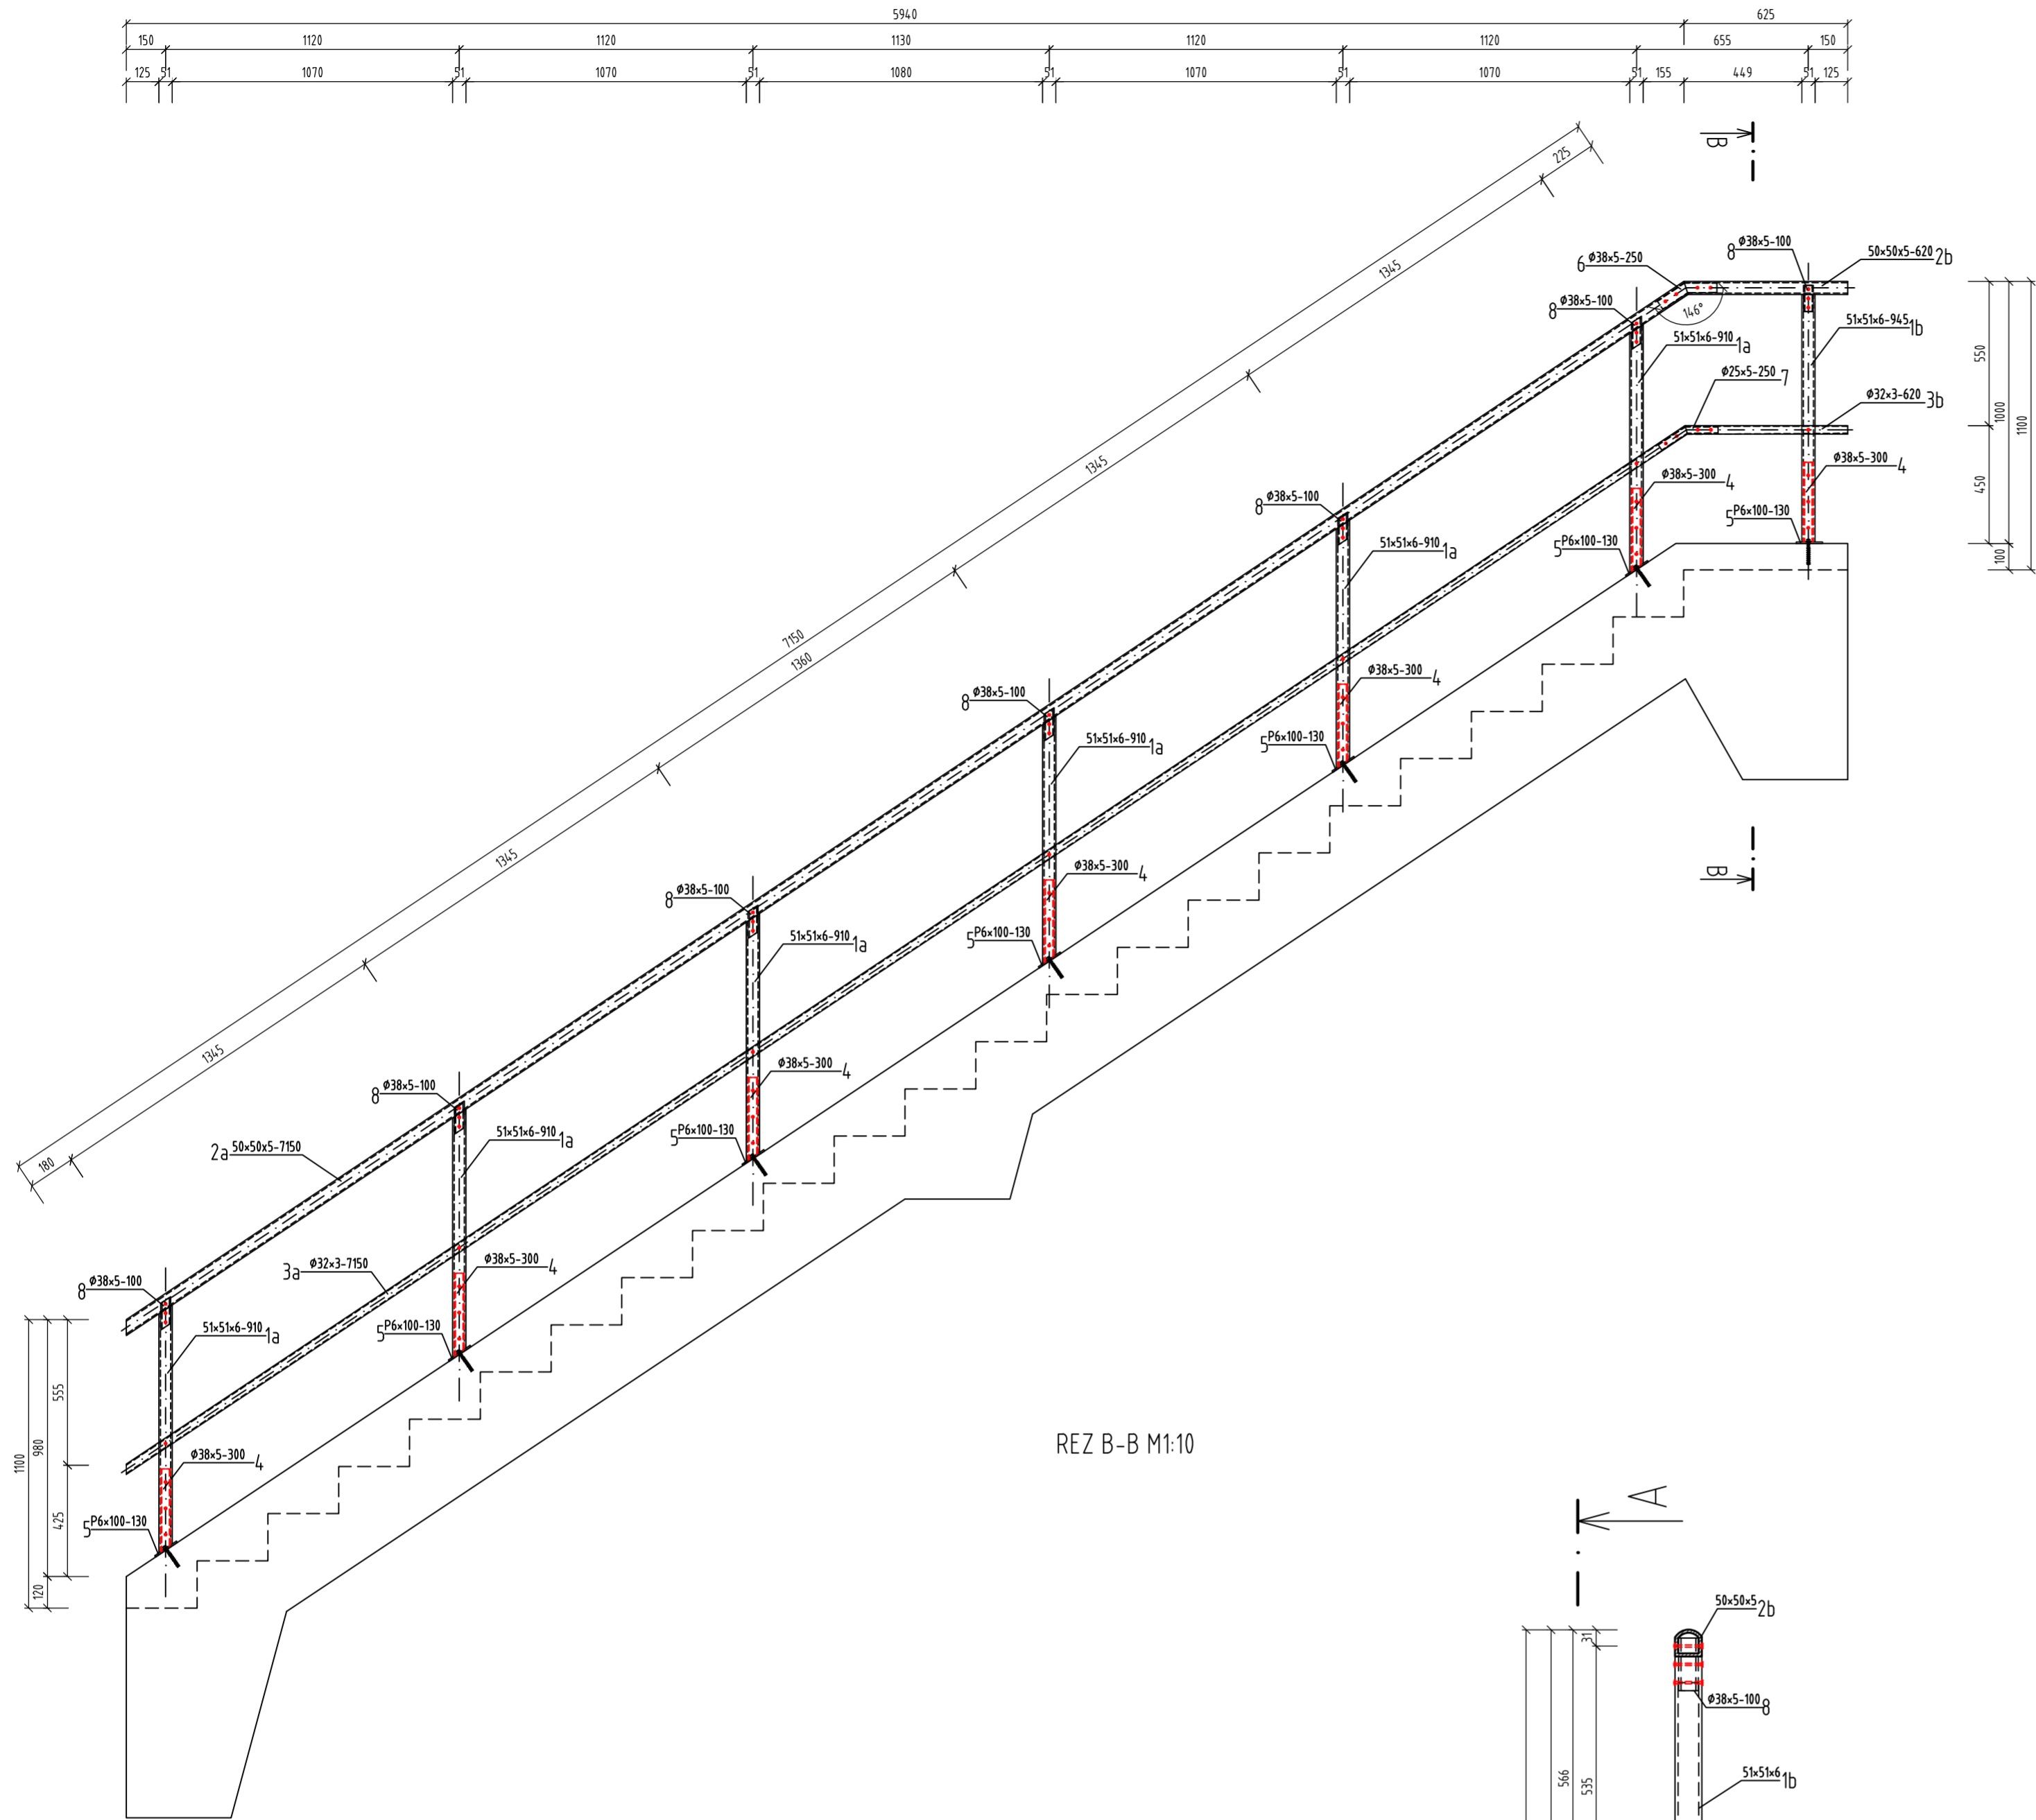 5940 625
150 1120 1120 1130 1120 1120 655 150
125 51 1070 51 1070 51 1080 51 1070 51 1070 51 155 449 51 125
B
225
1345
1345
7150
1360
1345
1345
180
8 ø38×5-100
6 ø38×5-250
50×50×5-620 2b
8 ø38×5-100
146°
51×51×6-945 1b
51×51×6-910 1a
ø25×5-250 7
ø32×3-620 3b
ø38×5-300 4
ø38×5-300 4
5 P6×100-130
5 P6×100-130
550
450
1000
100
1100
8 ø38×5-100
51×51×6-910 1a
ø38×5-300 4
5 P6×100-130
8 ø38×5-100
51×51×6-910 1a
ø38×5-300 4
5 P6×100-130
B
8 ø38×5-100
51×51×6-910 1a
ø38×5-300 4
5 P6×100-130
8 ø38×5-100
51×51×6-910 1a
2a 50×50×5-7150
3a ø32×3-7150
ø38×5-300 4
5 P6×100-130
8 ø38×5-100
51×51×6-910 1a
ø38×5-300 4
5 P6×100-130
555
425
980
120
1100
REZ B-B M1:10
A
50×50×5 2b
31
ø38×5-100 8
566
535
51×51×6 1b